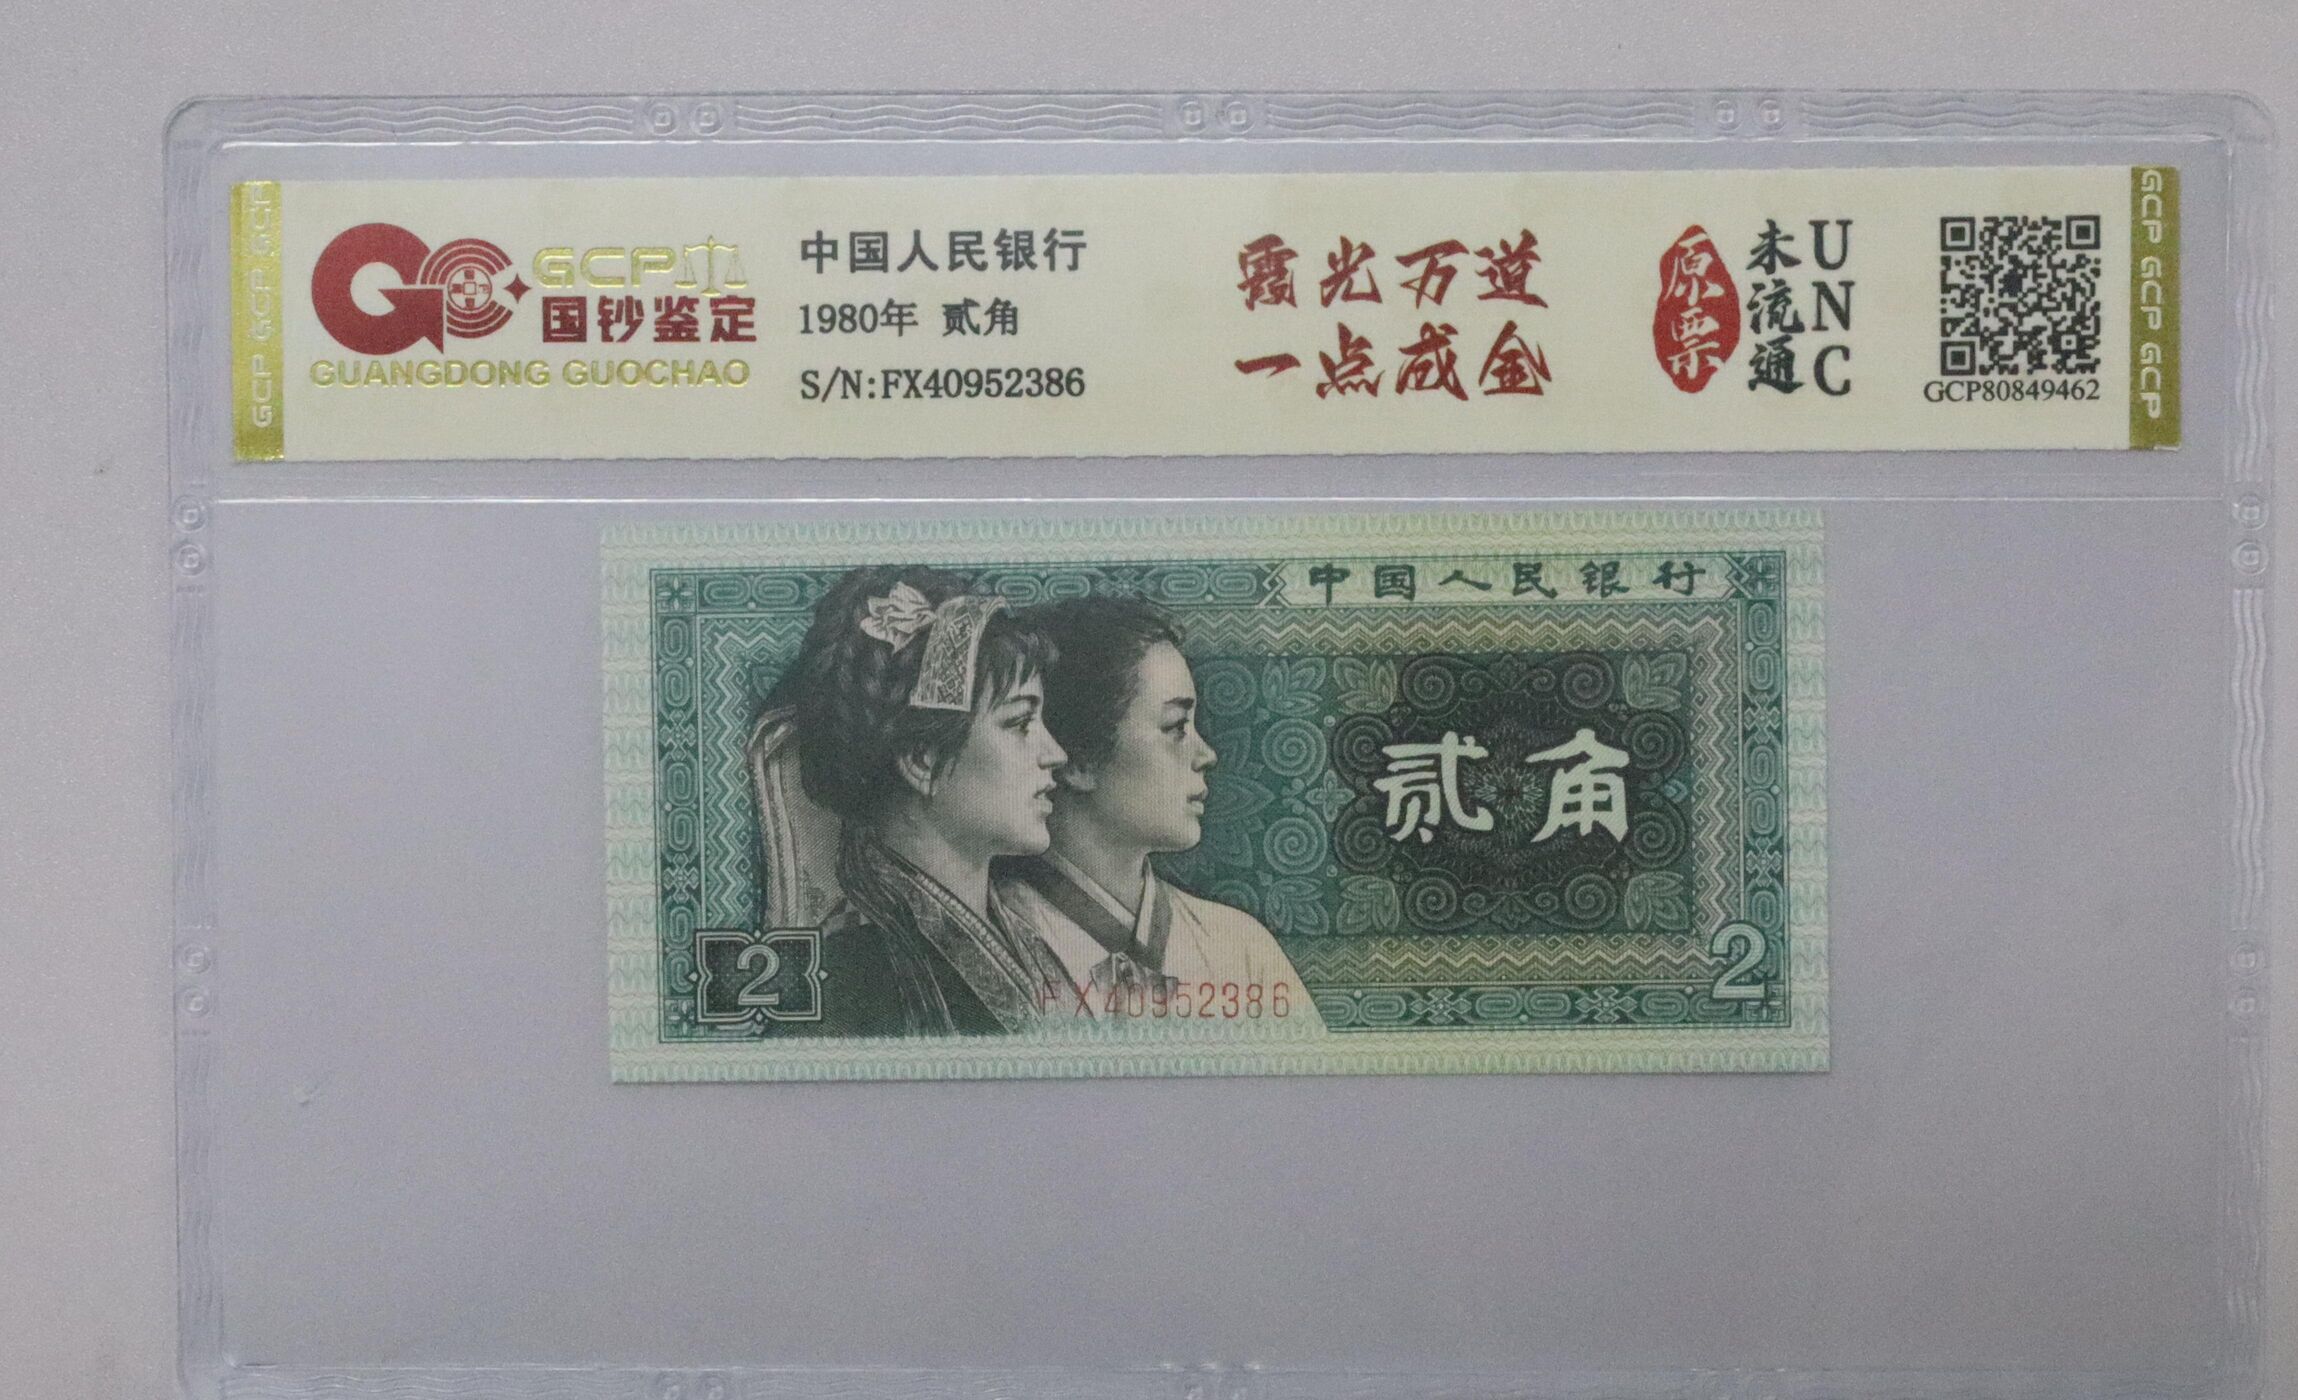 GCP GCP GCP
GCP
国钞鉴定
GUANGDONG GUOCHAO
中国人民银行
1980年 贰角
S/N:FX40952386
霞光万道
一点成金
原票
未流通
UNC
GCP80849462
GCP GCP GCP
中国人民银行
贰角
2
2
FX40952386